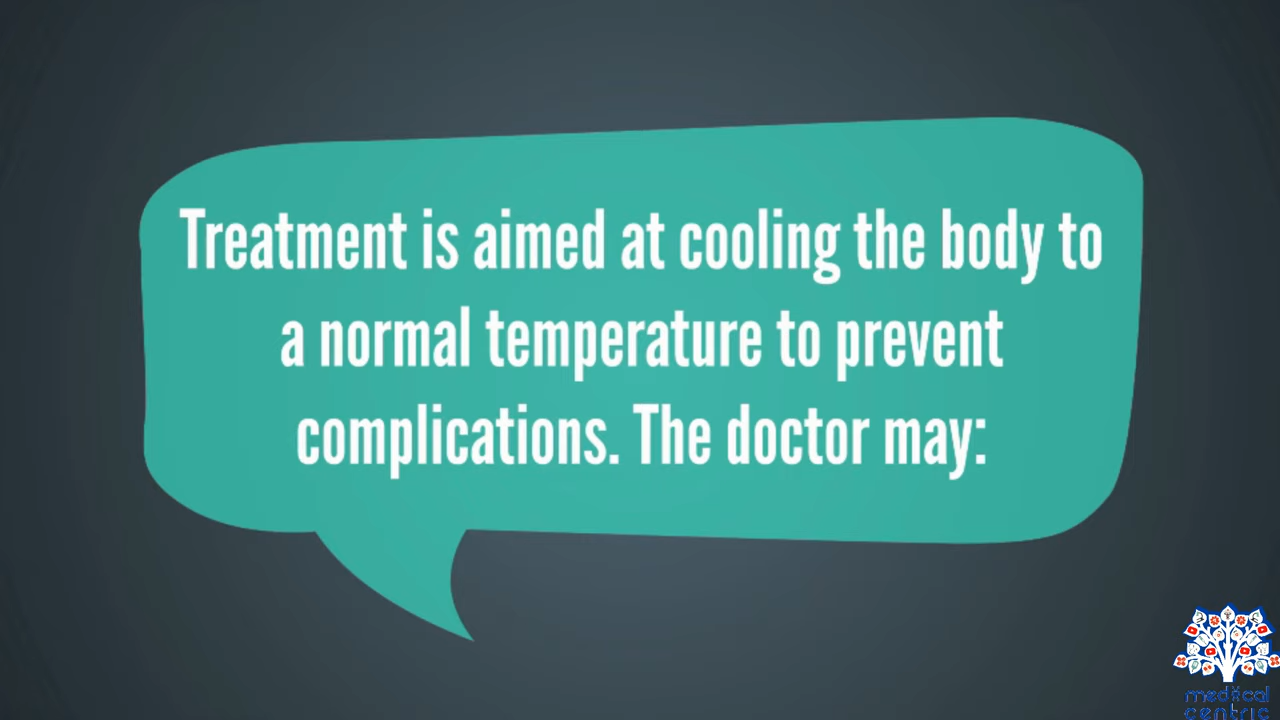 Treatment is aimed at cooling the body to
a normal temperature to prevent
complications. The doctor may:
medical
centric